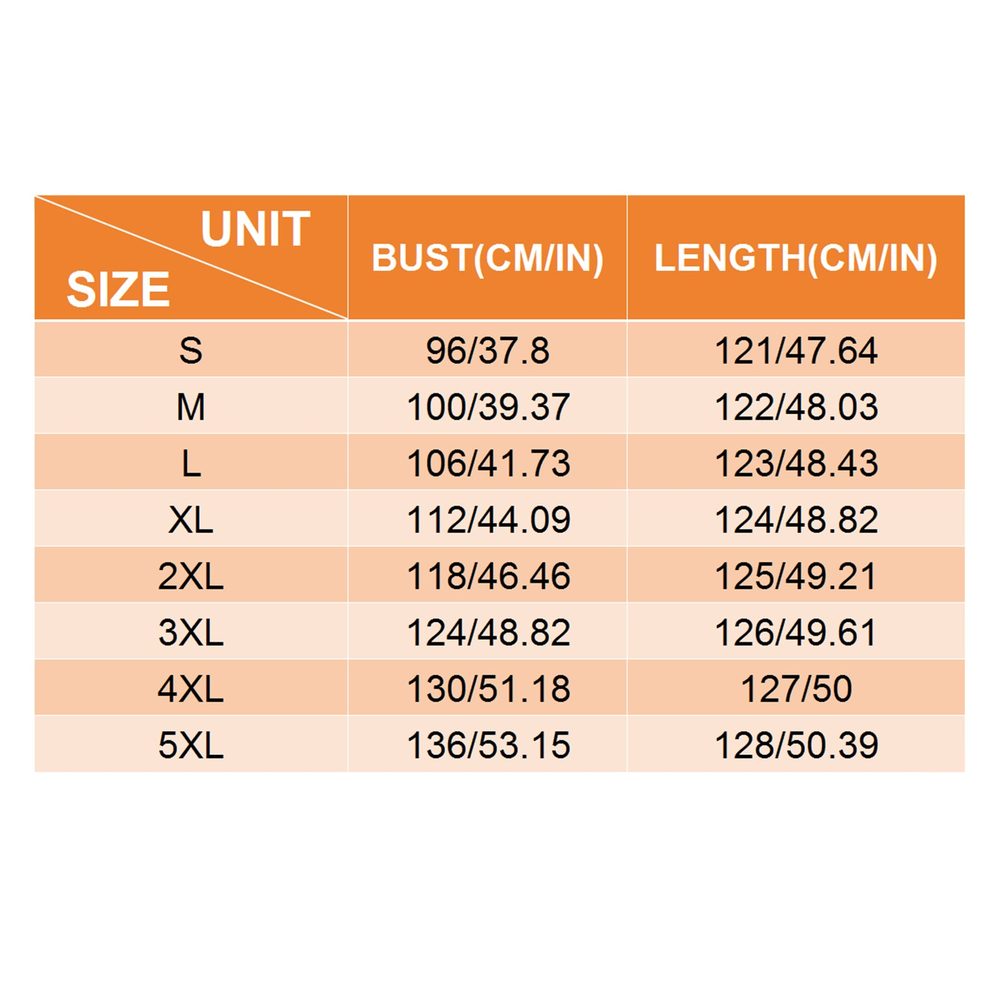 UNIT
SIZE
BUST(CM/IN) LENGTH(CM/IN)
S 96/37.8 121/47.64
M 100/39.37 122/48.03
L 106/41.73 123/48.43
XL 112/44.09 124/48.82
2XL 118/46.46 125/49.21
3XL 124/48.82 126/49.61
4XL 130/51.18 127/50
5XL 136/53.15 128/50.39